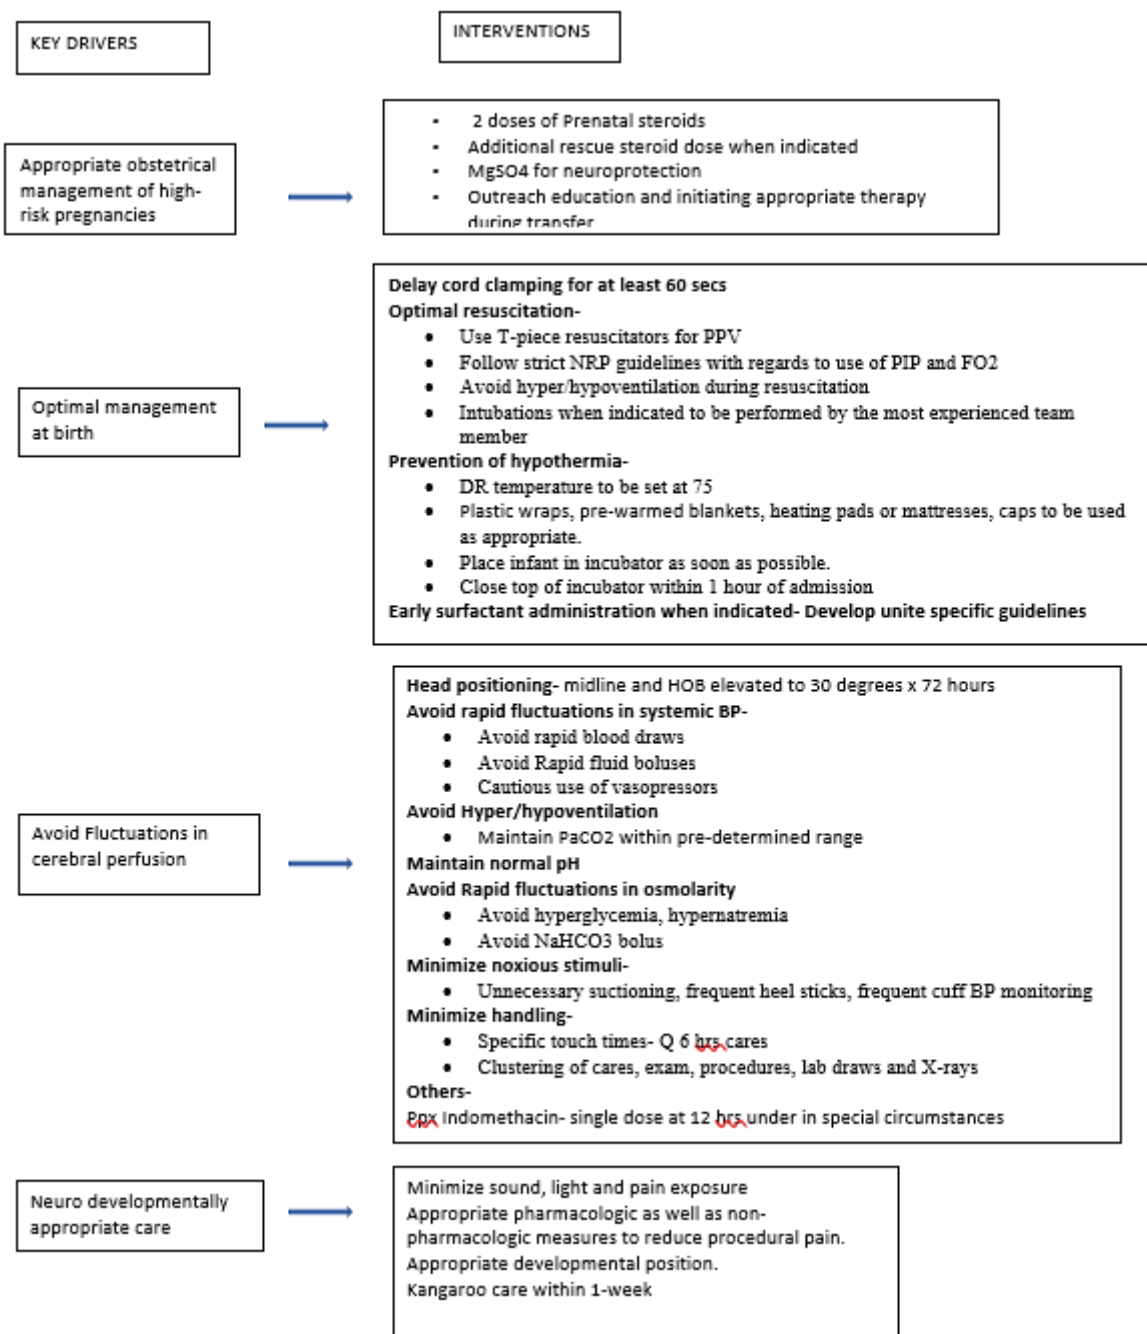 KEY DRIVERS
INTERVENTIONS
Appropriate obstetrical
management of high-
risk pregnancies
- 2 doses of Prenatal steroids
- Additional rescue steroid dose when indicated
- MgSO4 for neuroprotection
- Outreach education and initiating appropriate therapy
during transfer
Optimal management
at birth
Delay cord clamping for at least 60 secs
Optimal resuscitation-
• Use T-piece resuscitators for PPV
• Follow strict NRP guidelines with regards to use of PIP and FO2
• Avoid hyper/hypoventilation during resuscitation
• Intubations when indicated to be performed by the most experienced team
member
Prevention of hypothermia-
• DR temperature to be set at 75
• Plastic wraps, pre-warmed blankets, heating pads or mattresses, caps to be used
as appropriate.
• Place infant in incubator as soon as possible.
• Close top of incubator within 1 hour of admission
Early surfactant administration when indicated- Develop unite specific guidelines
Avoid Fluctuations in
cerebral perfusion
Head positioning- midline and HOB elevated to 30 degrees x 72 hours
Avoid rapid fluctuations in systemic BP-
• Avoid rapid blood draws
• Avoid Rapid fluid boluses
• Cautious use of vasopressors
Avoid Hyper/hypoventilation
• Maintain PaCO2 within pre-determined range
Maintain normal pH
Avoid Rapid fluctuations in osmolarity
• Avoid hyperglycemia, hypernatremia
• Avoid NaHCO3 bolus
Minimize noxious stimuli-
• Unnecessary suctioning, frequent heel sticks, frequent cuff BP monitoring
Minimize handling-
• Specific touch times- Q 6 hrs cares
• Clustering of cares, exam, procedures, lab draws and X-rays
Others-
Ppx Indomethacin- single dose at 12 hrs under in special circumstances
Neuro developmentally
appropriate care
Minimize sound, light and pain exposure
Appropriate pharmacologic as well as non-
pharmacologic measures to reduce procedural pain.
Appropriate developmental position.
Kangaroo care within 1-week